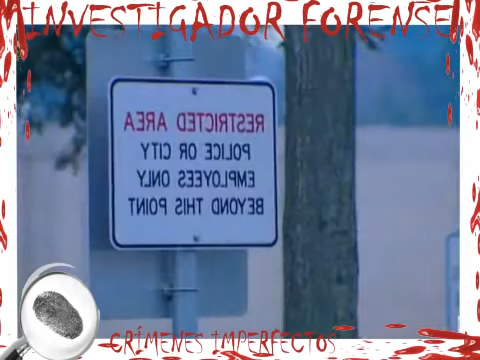 INVESTIGADOR FORENSE
RESTRICTED AREA
POLICE OR CITY
EMPLOYEES ONLY
BEYOND THIS POINT
CRÍMENES IMPERFECTOS